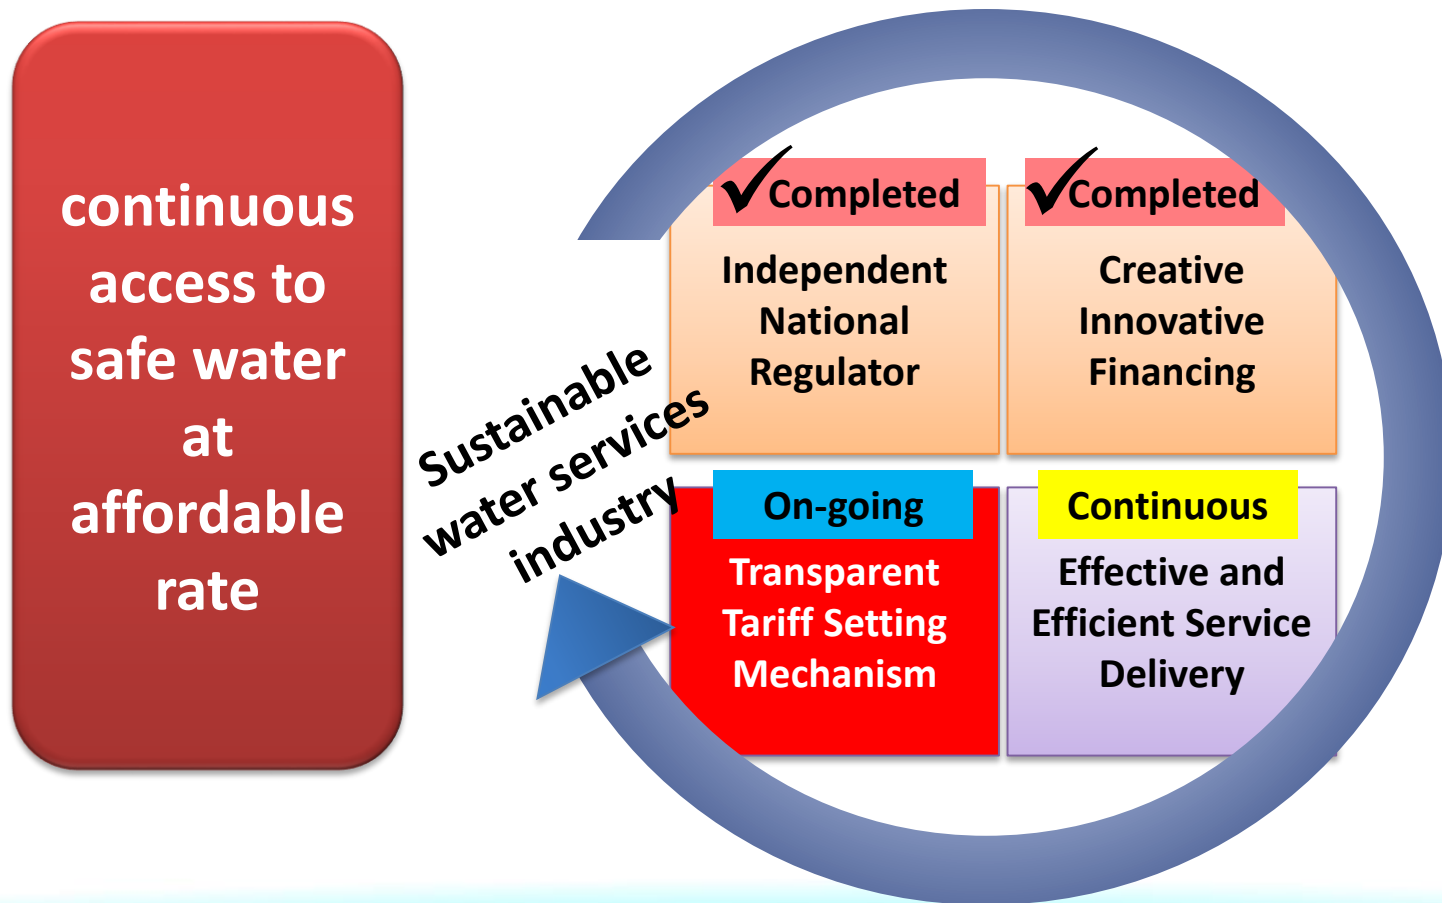 continuous
access to
safe water
at
affordable
rate
Sustainable
water services
industry
Completed
Independent
National
Regulator
Completed
Creative
Innovative
Financing
On-going
Transparent
Tariff Setting
Mechanism
Continuous
Effective and
Efficient Service
Delivery